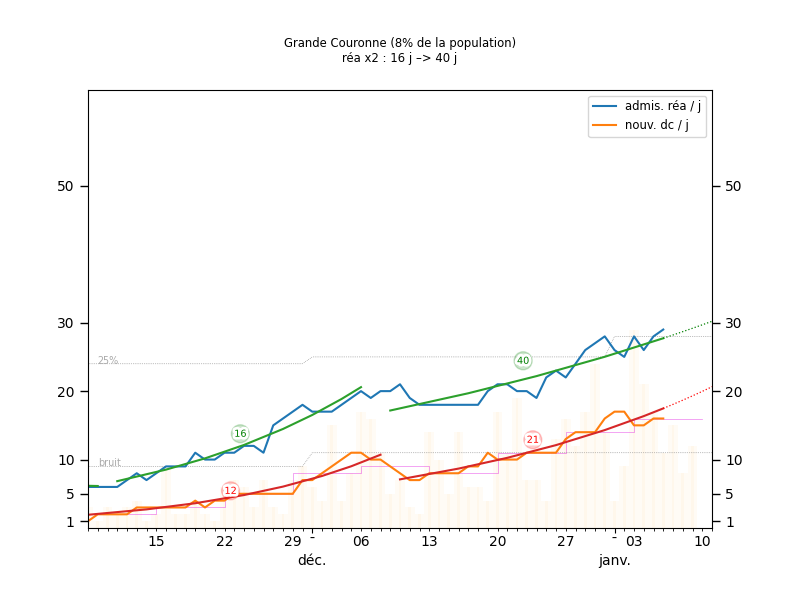 Grande Couronne (8% de la population)
réa x2 : 16 j –> 40 j
admis. réa / j
nouv. dc / j
50 50
30 30
25%
40
20 20
16
21
10 10
bruit
12
5 5
1 1
15 22 29 - 06 13 20 27 - 03 10
déc. janv.